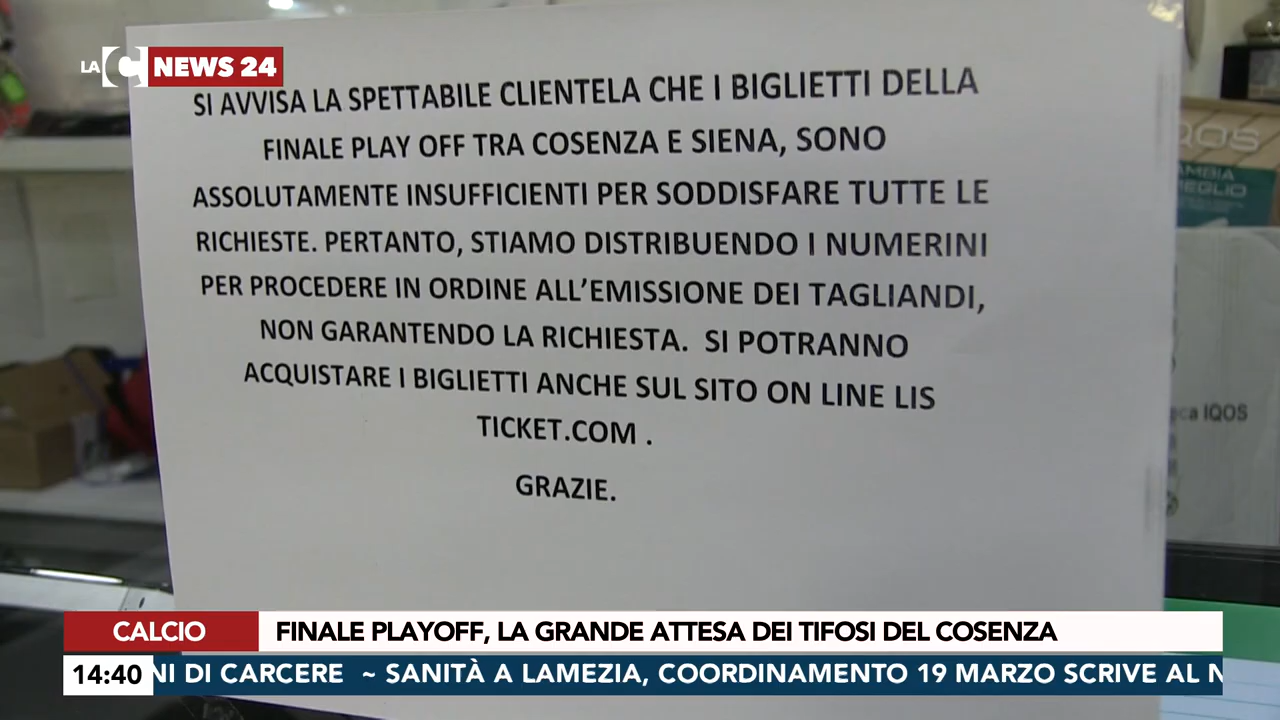 LA C NEWS 24
SI AVVISA LA SPETTABILE CLIENTELA CHE I BIGLIETTI DELLA
FINALE PLAY OFF TRA COSENZA E SIENA, SONO
ASSOLUTAMENTE INSUFFICIENTI PER SODDISFARE TUTTE LE
RICHIESTE. PERTANTO, STIAMO DISTRIBUENDO I NUMERINI
PER PROCEDERE IN ORDINE ALL'EMISSIONE DEI TAGLIANDI,
NON GARANTENDO LA RICHIESTA. SI POTRANNO
ACQUISTARE I BIGLIETTI ANCHE SUL SITO ON LINE LIS
TICKET.COM .
GRAZIE.
IQOS
IQOS
CALCIO
FINALE PLAYOFF, LA GRANDE ATTESA DEI TIFOSI DEL COSENZA
14:40
NI DI CARCERE ~ SANITÀ A LAMEZIA, COORDINAMENTO 19 MARZO SCRIVE AL N